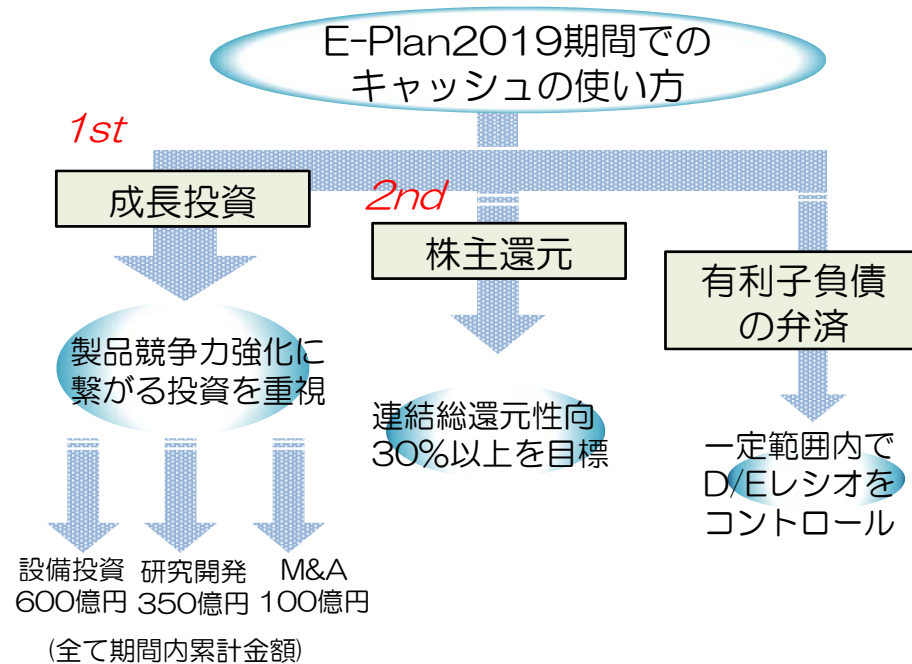 E-Plan2019期間での
キャッシュの使い方
1st
成長投資
2nd
株主還元
有利子負債
の弁済
製品競争力強化に
繋がる投資を重視
連結総還元性向
30%以上を目標
一定範囲内で
D/Eレシオを
コントロール
設備投資
600億円
研究開発
350億円
M&A
100億円
(全て期間内累計金額)